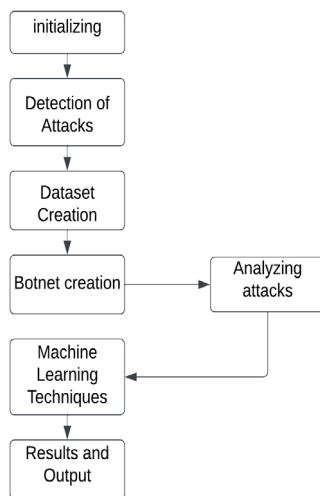 initializing
Detection of
Attacks
Dataset
Creation
Botnet creation
Analyzing
attacks
Machine
Learning
Techniques
Results and
Output